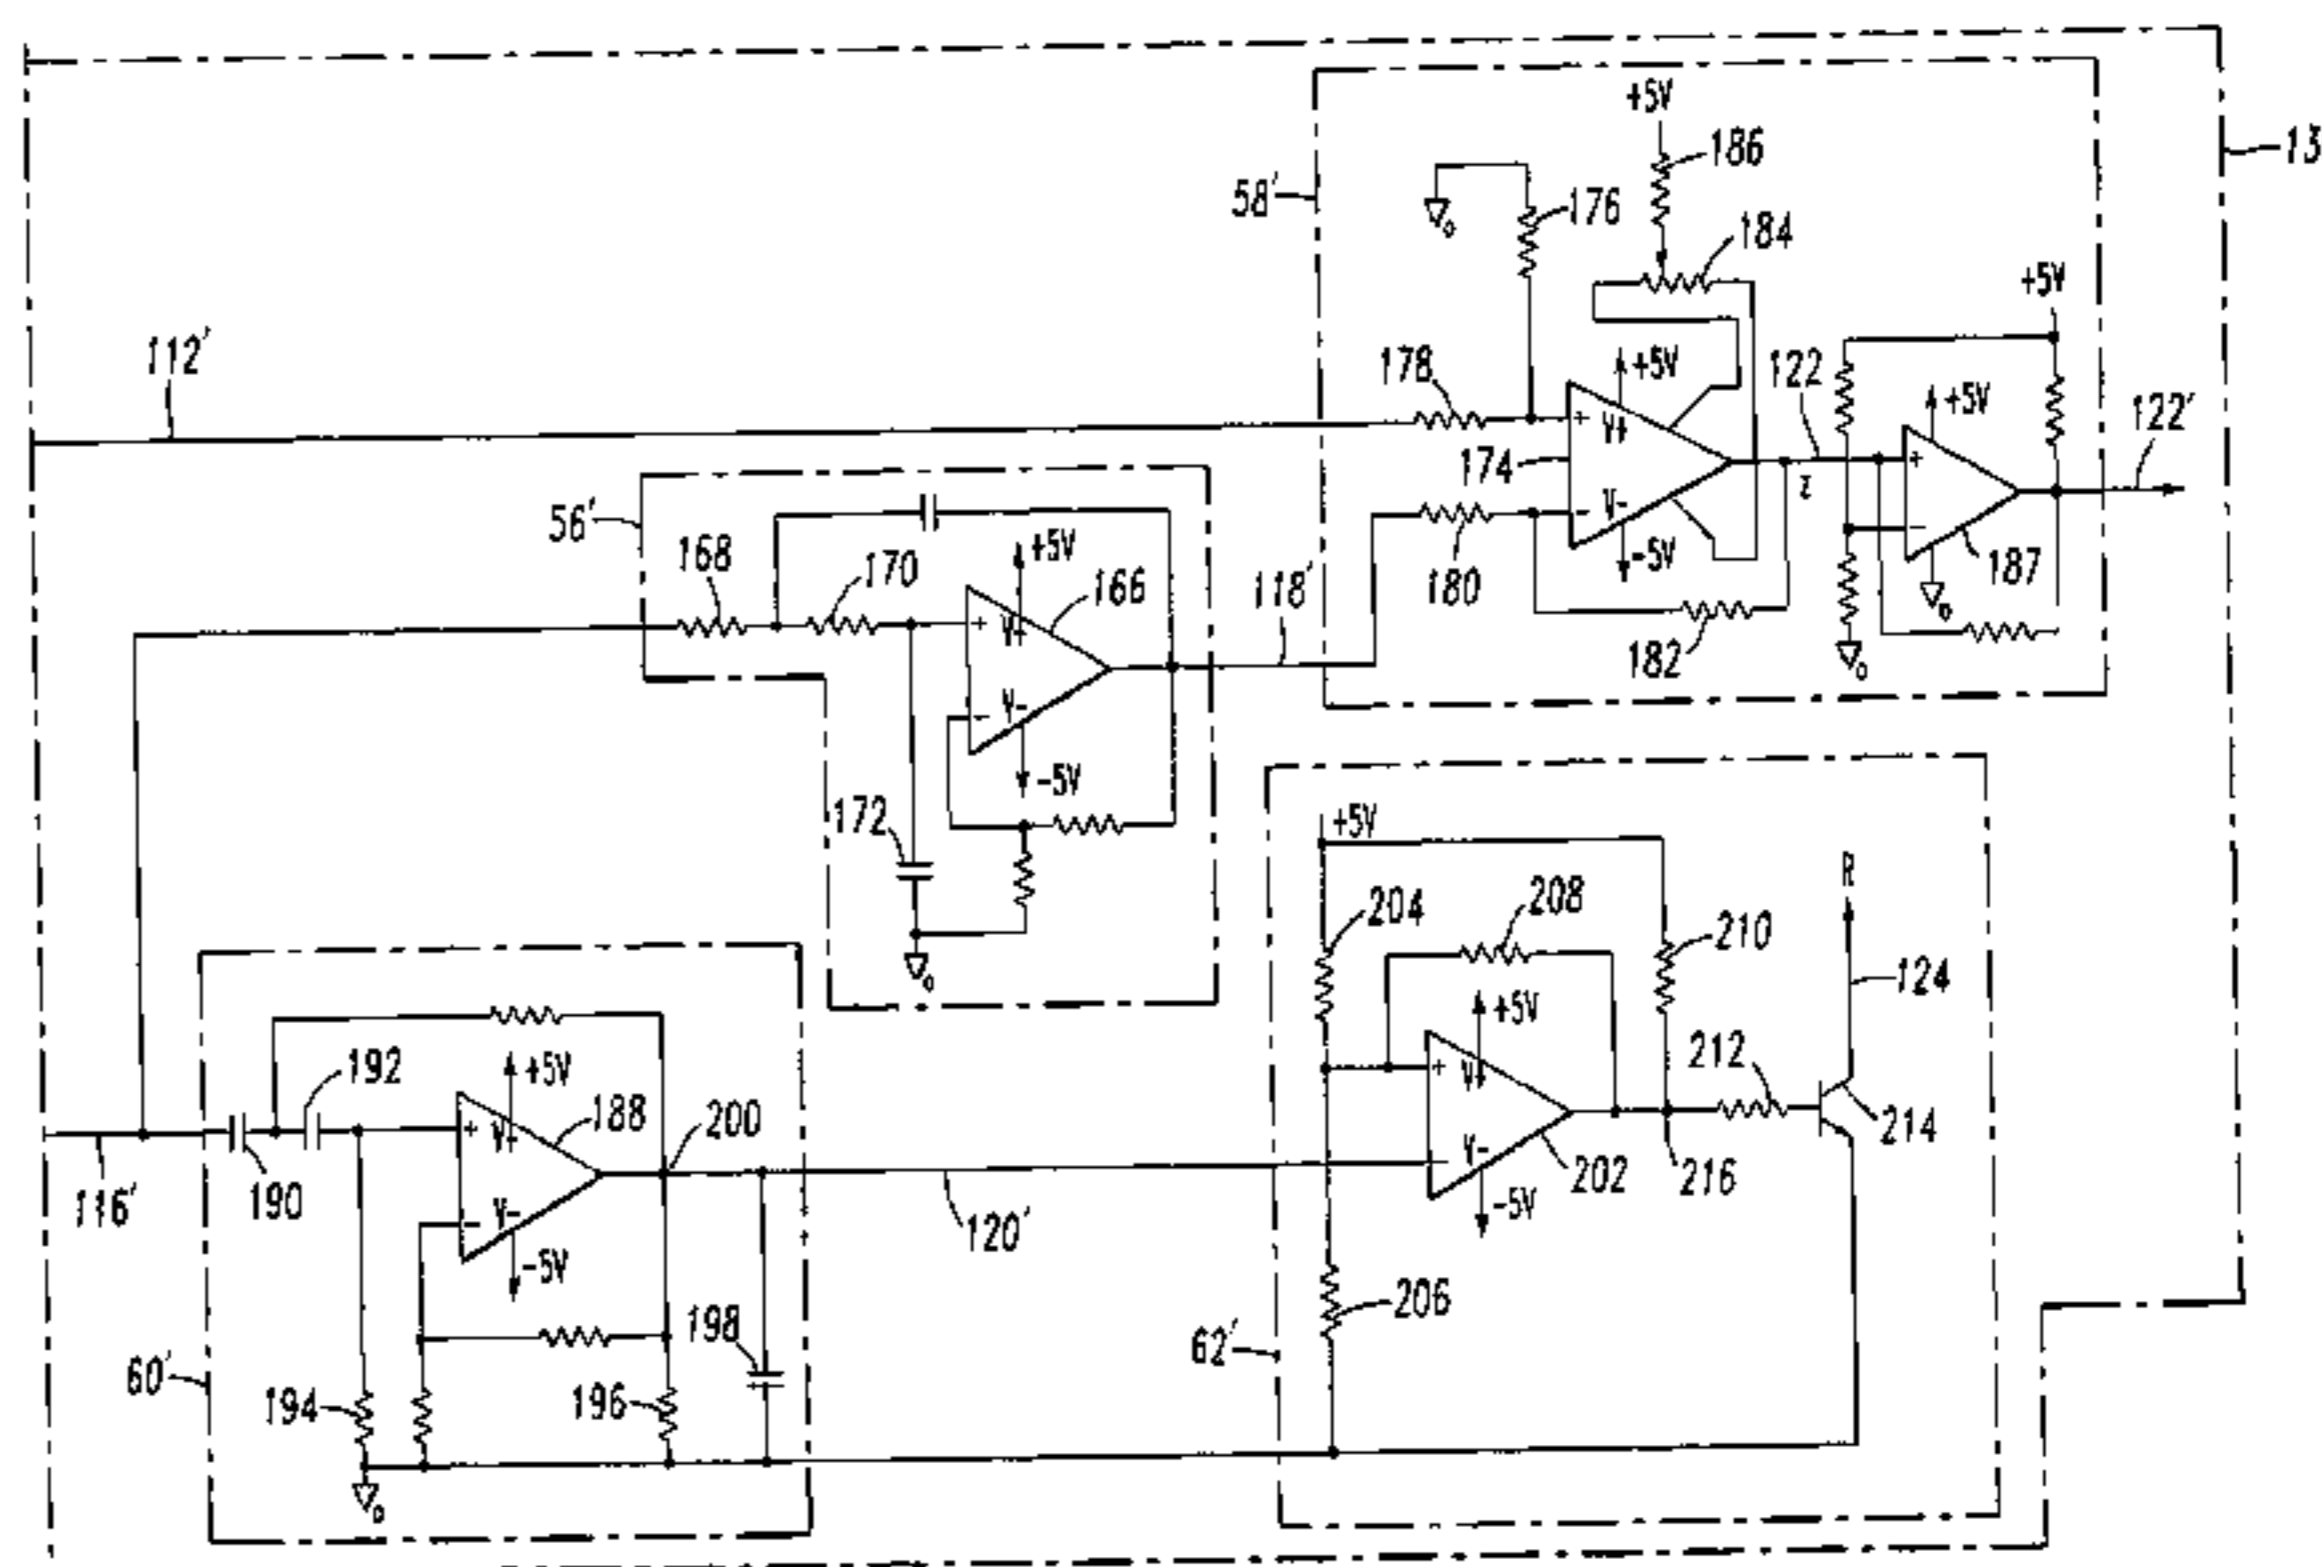 +5V
13
186
58'
176
184
+5V
112'
178
+5V
122
+5V
122'
V+
174
z
56'
V-
168
170
+5V
-5V
187
166
118'
180
V+
182
V-
-5V
172
+5V
R
204
208
210
124
+5V
192
+5V
188
200
V+
212
V+
214
190
116'
V-
V-
202
216
120'
-5V
-5V
206
198
62'
60'
194
196